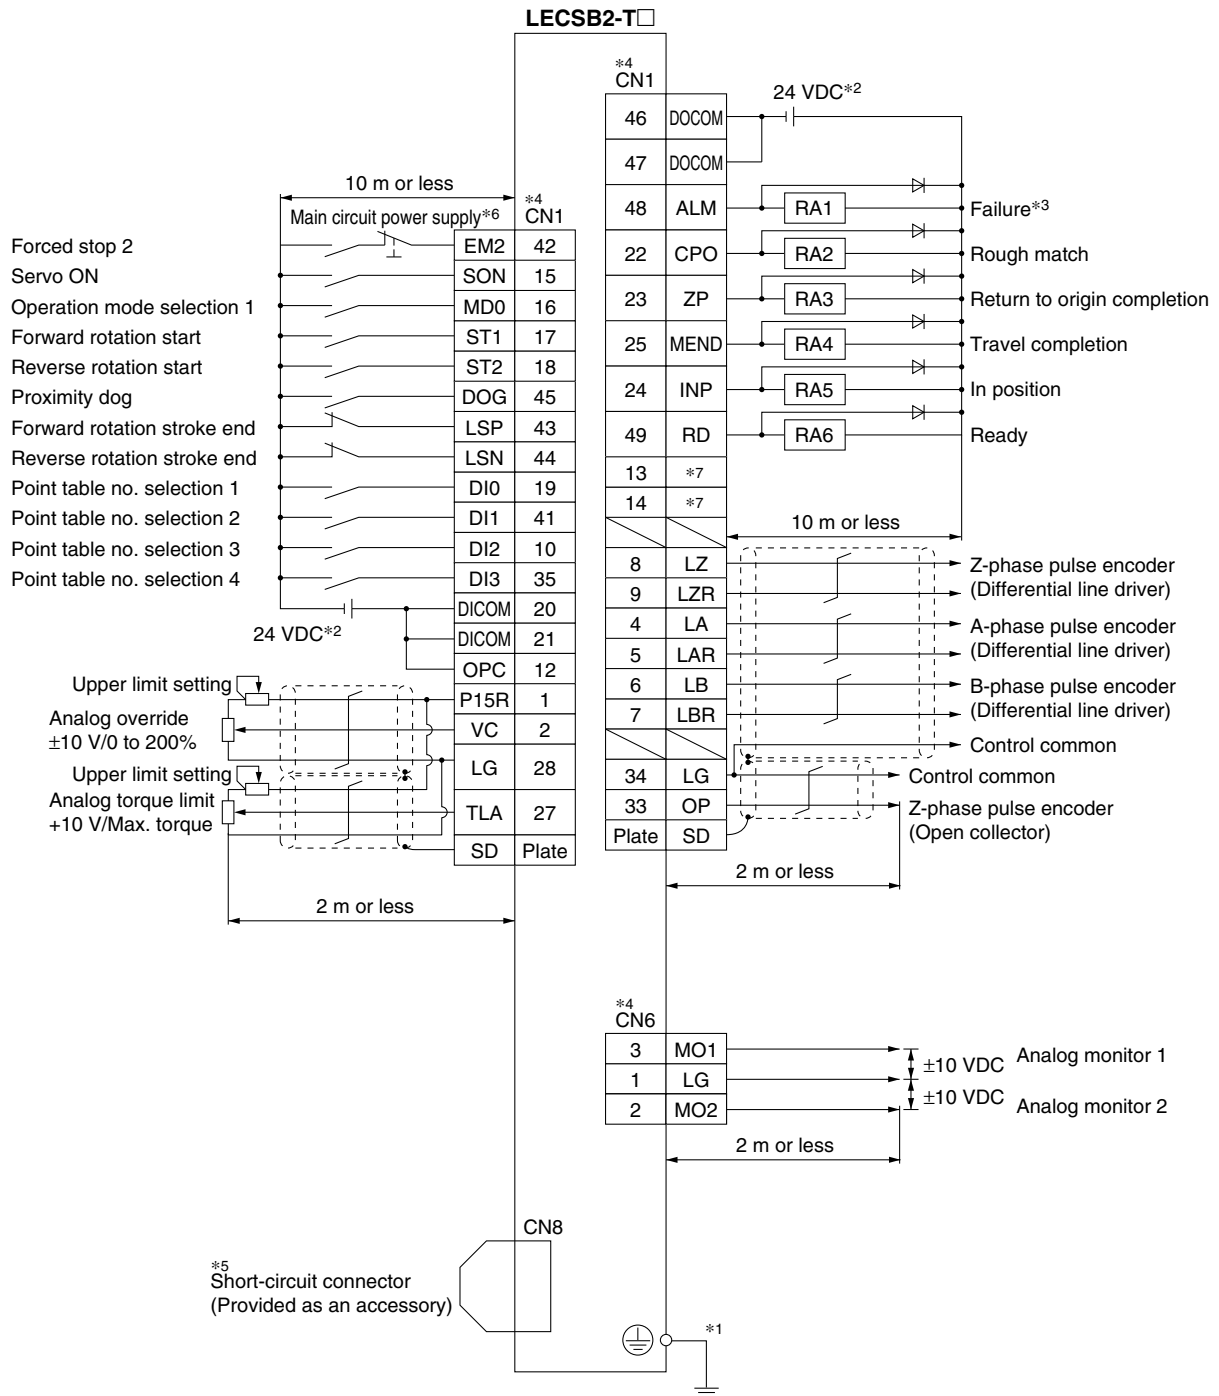 LECSB2-T□
*4
CN1
24 VDC*2
46 DOCOM
47 DOCOM
48 ALM RA1 Failure*3
22 CPO RA2 Rough match
23 ZP RA3 Return to origin completion
25 MEND RA4 Travel completion
24 INP RA5 In position
49 RD RA6 Ready
13 *7
14 *7
10 m or less
8 LZ Z-phase pulse encoder
9 LZR (Differential line driver)
4 LA A-phase pulse encoder
5 LAR (Differential line driver)
6 LB B-phase pulse encoder
7 LBR (Differential line driver)
Control common
34 LG Control common
33 OP Z-phase pulse encoder
(Open collector)
Plate SD
2 m or less
10 m or less
*4
CN1
Main circuit power supply*6
Forced stop 2 EM2 42
Servo ON SON 15
Operation mode selection 1 MD0 16
Forward rotation start ST1 17
Reverse rotation start ST2 18
Proximity dog DOG 45
Forward rotation stroke end LSP 43
Reverse rotation stroke end LSN 44
Point table no. selection 1 DI0 19
Point table no. selection 2 DI1 41
Point table no. selection 3 DI2 10
Point table no. selection 4 DI3 35
DICOM 20
24 VDC*2
DICOM 21
OPC 12
Upper limit setting P15R 1
Analog override
±10 V/0 to 200%
VC 2
LG 28
Upper limit setting
Analog torque limit
+10 V/Max. torque
TLA 27
SD Plate
2 m or less
*4
CN6
3 MO1 ±10 VDC Analog monitor 1
1 LG
2 MO2 ±10 VDC Analog monitor 2
2 m or less
CN8
*5
Short-circuit connector
(Provided as an accessory)
*1